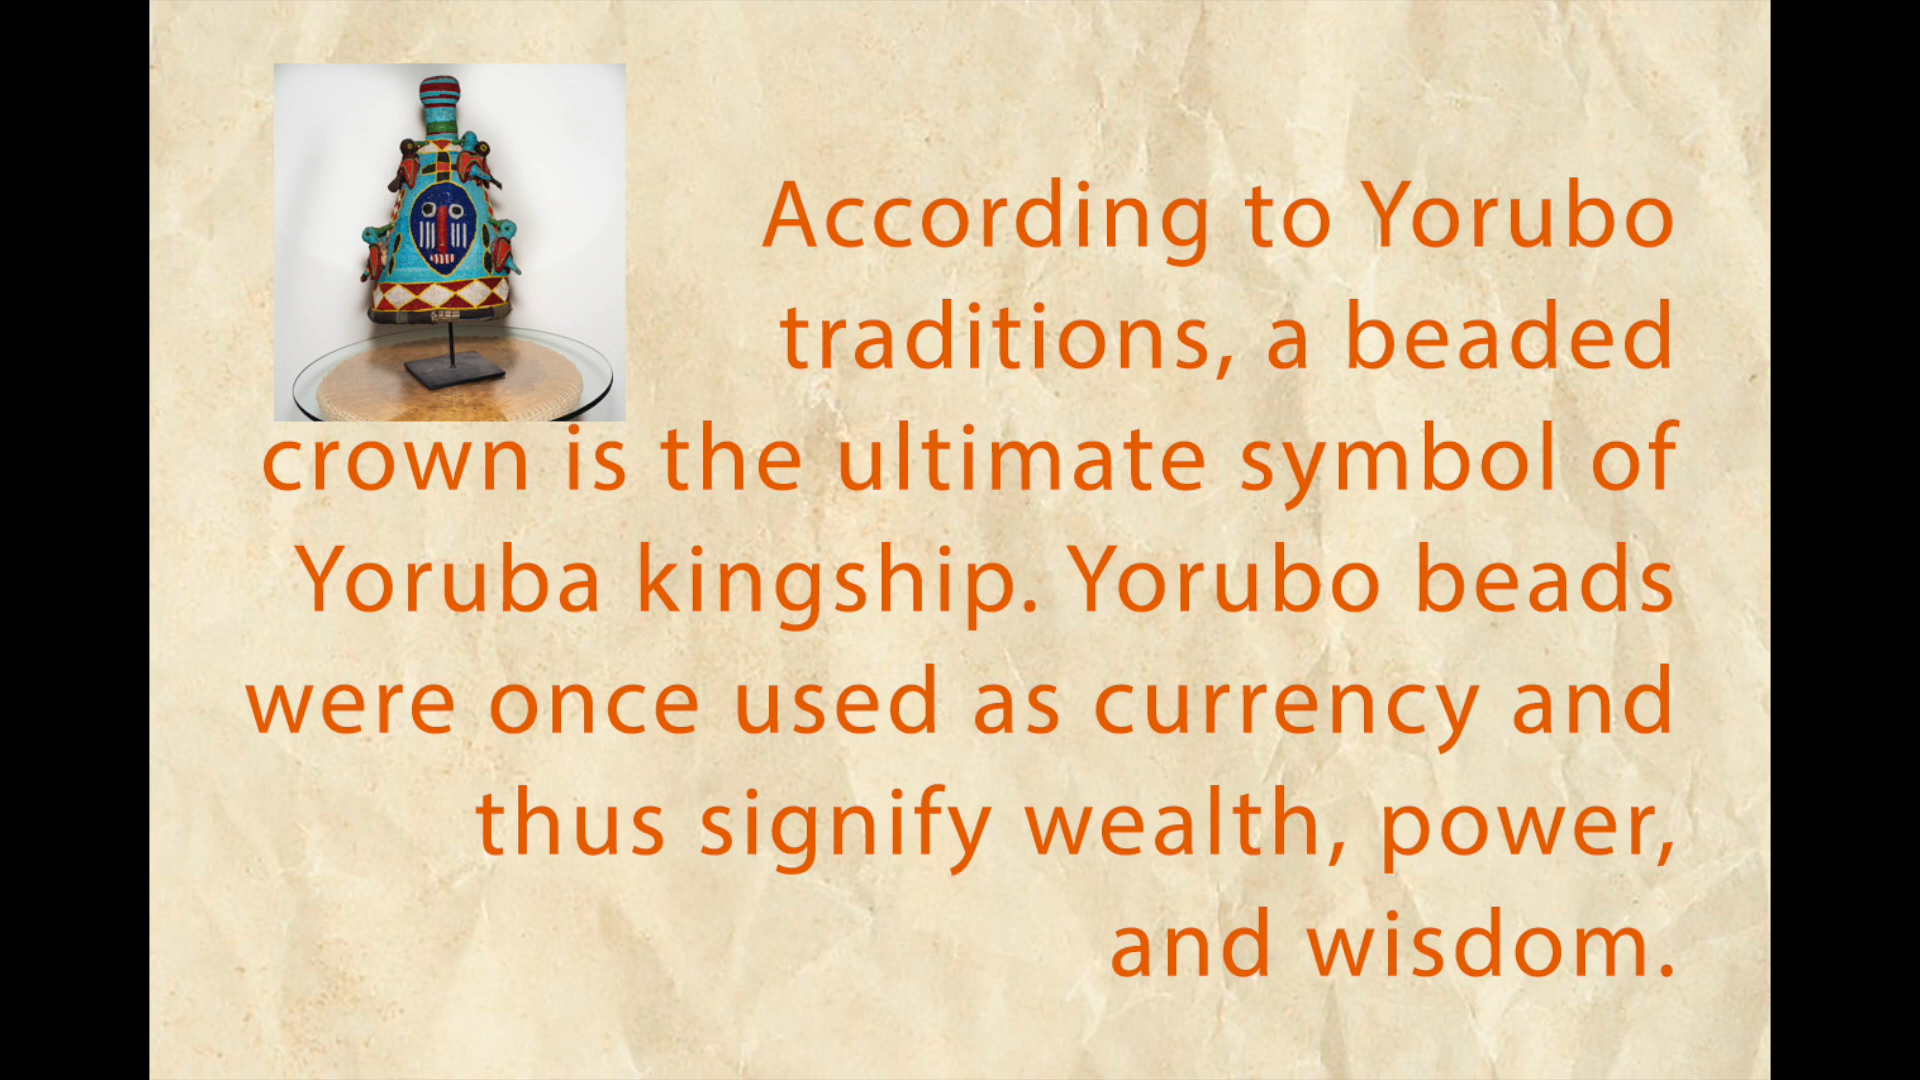 According to Yorubo
traditions, a beaded
crown is the ultimate symbol of
Yoruba kingship. Yorubo beads
were once used as currency and
thus signify wealth, power,
and wisdom.